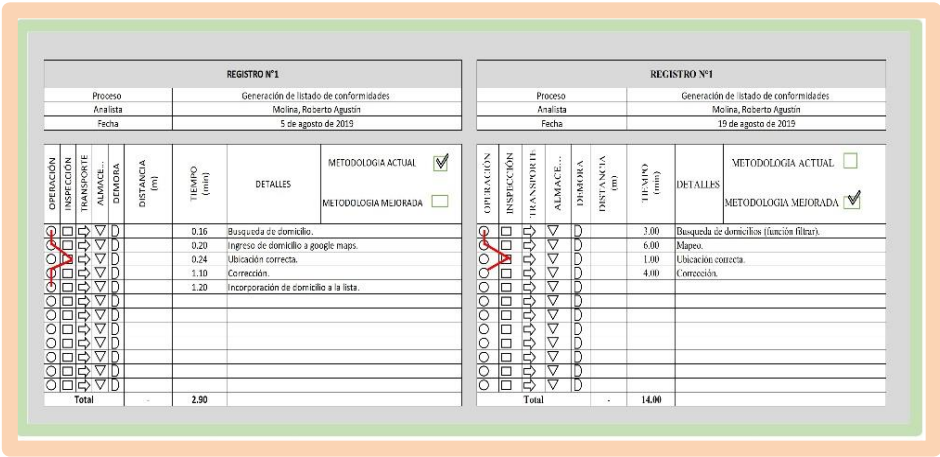 REGISTRO N°1
Proceso Generación de listado de conformidades
Analista Molina, Roberto Agustín
Fecha 5 de agosto de 2019
OPERACIÓN INSPECCIÓN TRANSPORTE ALMACE... DEMORA DISTANCIA (m) TIEMPO (min) DETALLES METODOLOGIA ACTUAL
METODOLOGIA MEJORADA
0.16 Busqueda de domicilio.
0.20 Ingreso de domicilio a google maps.
0.24 Ubicación correcta.
1.10 Corrección.
1.20 Incorporación de domicilio a la lista.
Total - 2.90
REGISTRO N°1
Proceso Generación de listado de conformidades
Analista Molina, Roberto Agustín
Fecha 19 de agosto de 2019
OPERACIÓN INSPECCIÓN TRANSPORTE ALMACE... DEMORA DISTANCIA (m) TIEMPO (min) DETALLES METODOLOGIA ACTUAL
METODOLOGIA MEJORADA
3.00 Busqueda de domicilios (función filtrar).
6.00 Mapeo.
1.00 Ubicación correcta.
4.00 Corrección.
Total - 14.00